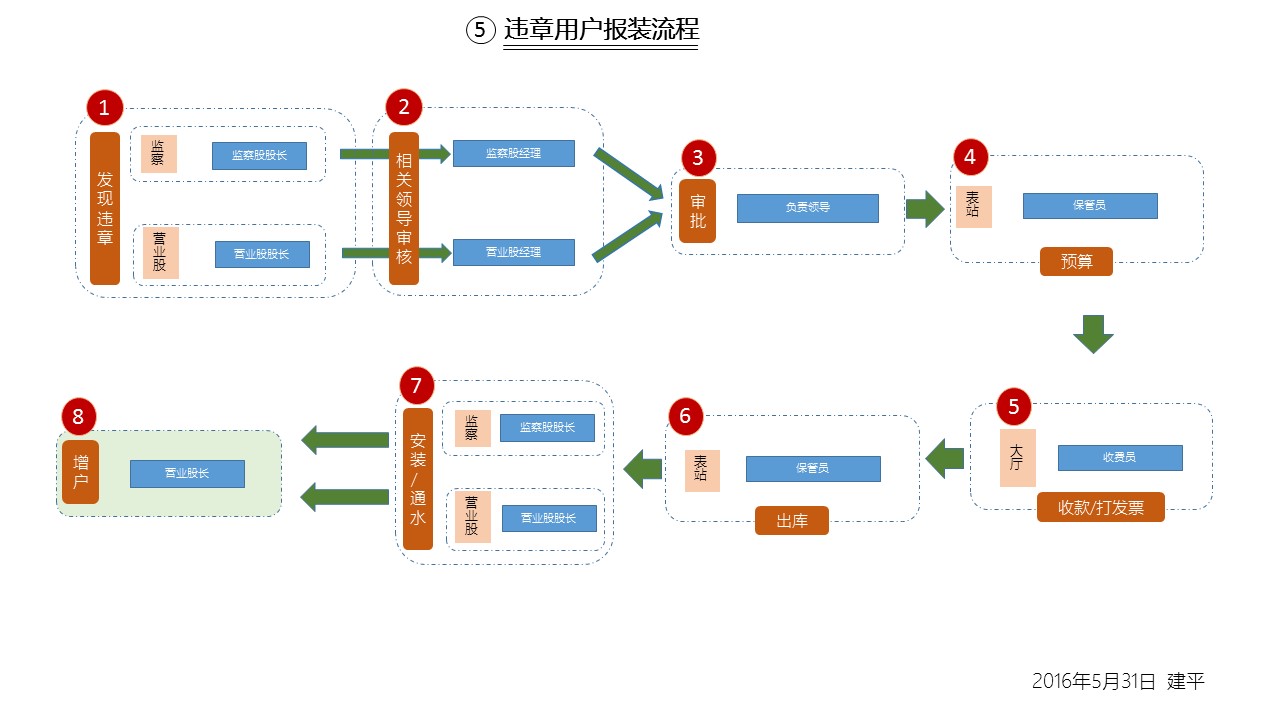 ⑤ 违章用户报装流程
1
发现违章
监察
监察股股长
营业股
营业股股长
2
相关领导审核
监察股经理
营业股经理
3
审批
负责领导
4
表站
保管员
预算
5
大厅
收费员
收款/打发票
6
表站
保管员
出库
7
安装/通水
监察
监察股股长
营业股
营业股股长
8
增户
营业股长
2016年5月31日 建平